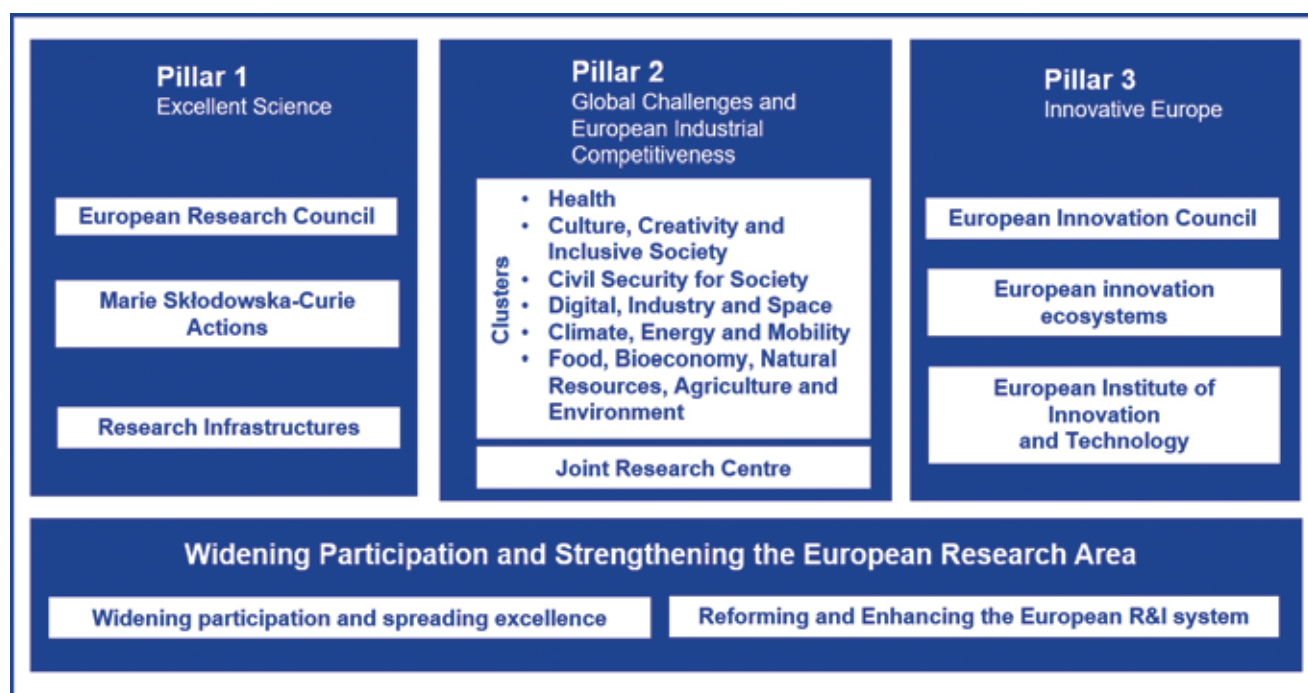 Pillar 1
Excellent Science
European Research Council
Marie Skłodowska-Curie
Actions
Research Infrastructures
Pillar 2
Global Challenges and
European Industrial
Competitiveness
Clusters
• Health
• Culture, Creativity and
Inclusive Society
• Civil Security for Society
• Digital, Industry and Space
• Climate, Energy and Mobility
• Food, Bioeconomy, Natural
Resources, Agriculture and
Environment
Joint Research Centre
Pillar 3
Innovative Europe
European Innovation Council
European innovation
ecosystems
European Institute of
Innovation
and Technology
Widening Participation and Strengthening the European Research Area
Widening participation and spreading excellence
Reforming and Enhancing the European R&I system